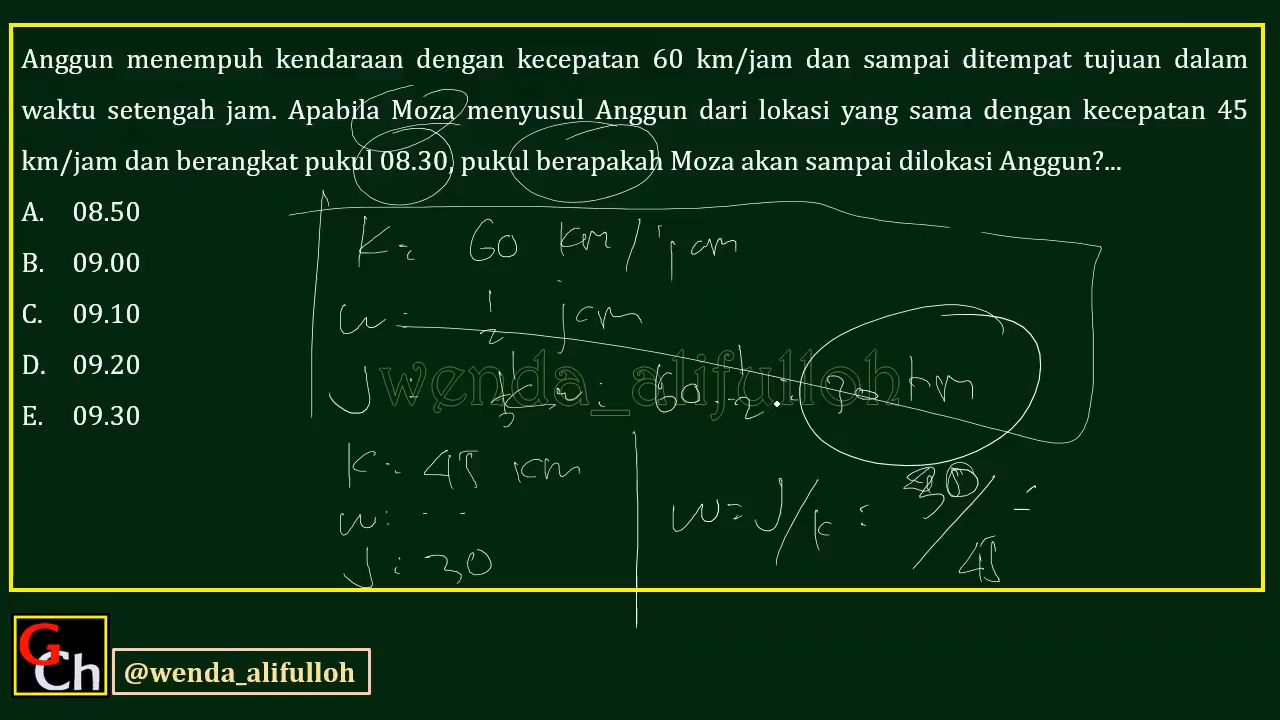 Anggun menempuh kendaraan dengan kecepatan 60 km/jam dan sampai ditempat tujuan dalam
waktu setengah jam. Apabila Moza menyusul Anggun dari lokasi yang sama dengan kecepatan 45
km/jam dan berangkat pukul 08.30, pukul berapakah Moza akan sampai dilokasi Anggun?...
A. 08.50
B. 09.00
C. 09.10
D. 09.20
E. 09.30
K = 60 km/jam
w = 1/2 jam
J = K.w = 60 . 1/2 = 30 km
wenda_alifulloh
K = 45 km
w = ...
J = 30
w = J/K = 30/45 =
GCh
@wenda_alifulloh